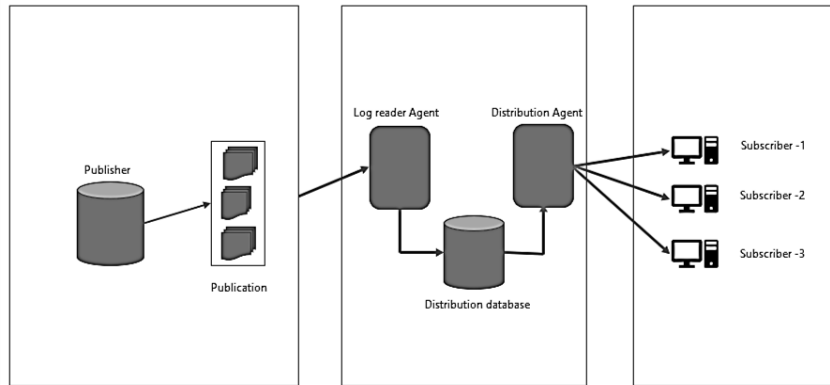 Publisher
Publication
Log reader Agent
Distribution Agent
Distribution database
Subscriber -1
Subscriber -2
Subscriber -3